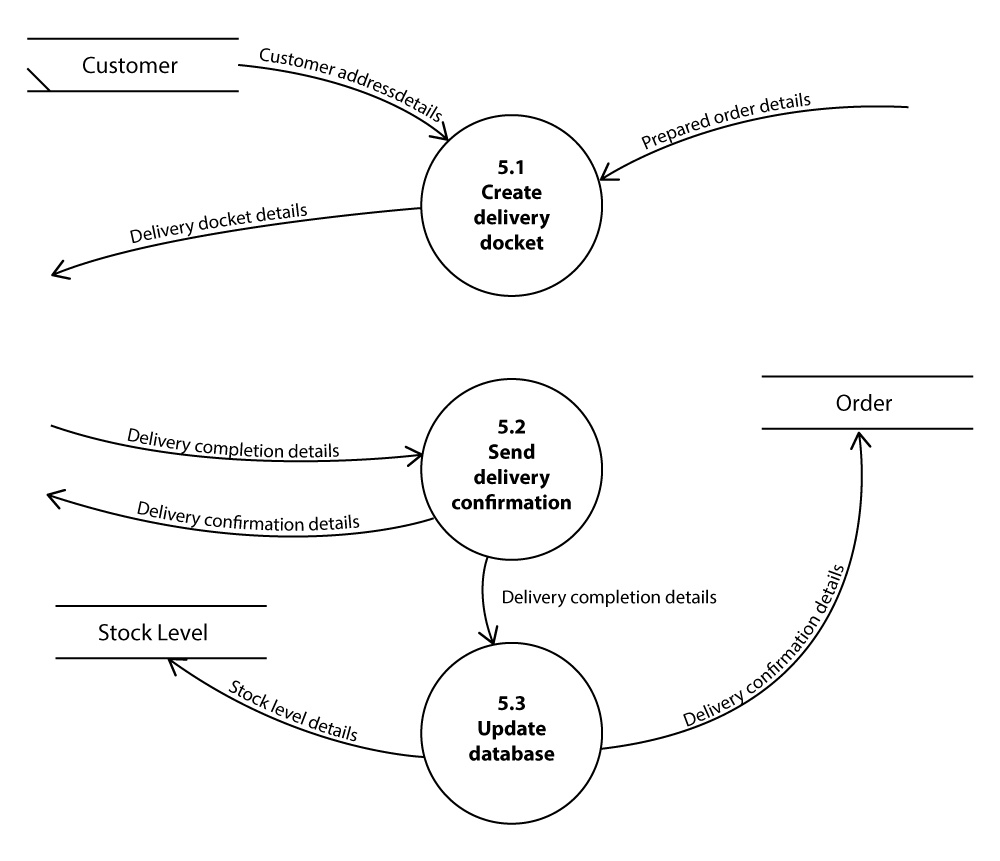 Customer
Customer addressdetails
Prepared order details
5.1
Create
delivery
docket
Delivery docket details
Order
5.2
Send
delivery
confirmation
Delivery completion details
Delivery confirmation details
Delivery completion details
Stock Level
Delivery confirmation details
Stock level details
5.3
Update
database